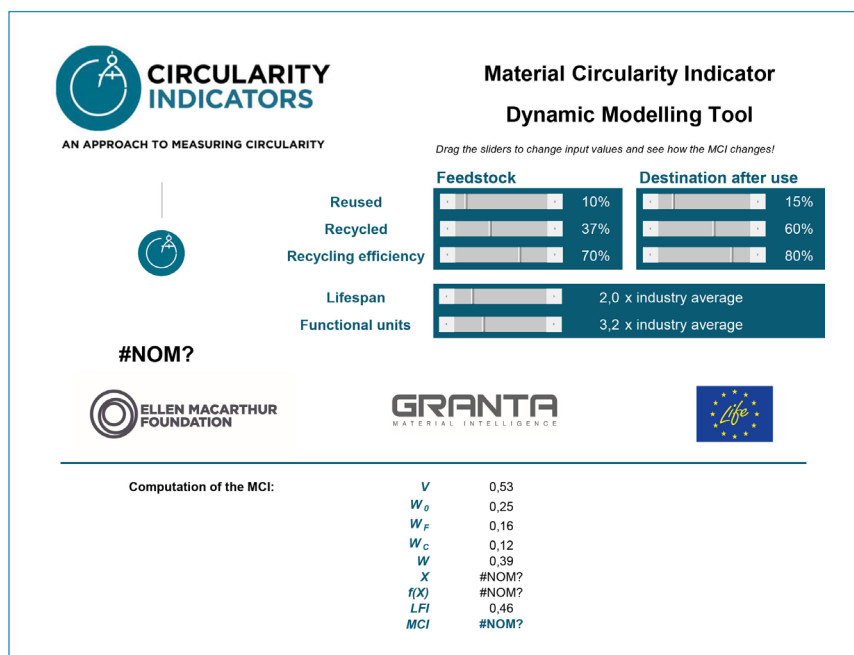 CIRCULARITY
INDICATORS
AN APPROACH TO MEASURING CIRCULARITY
Material Circularity Indicator
Dynamic Modelling Tool
Drag the sliders to change input values and see how the MCI changes!
Feedstock Destination after use
Reused 10% 15%
Recycled 37% 60%
Recycling efficiency 70% 80%
Lifespan 2,0 x industry average
Functional units 3,2 x industry average
#NOM?
ELLEN MACARTHUR
FOUNDATION
GRANTA
MATERIAL INTELLIGENCE
Life
Computation of the MCI: V 0,53
W0 0,25
WF 0,16
WC 0,12
W 0,39
X #NOM?
f(X) #NOM?
LFI 0,46
MCI #NOM?